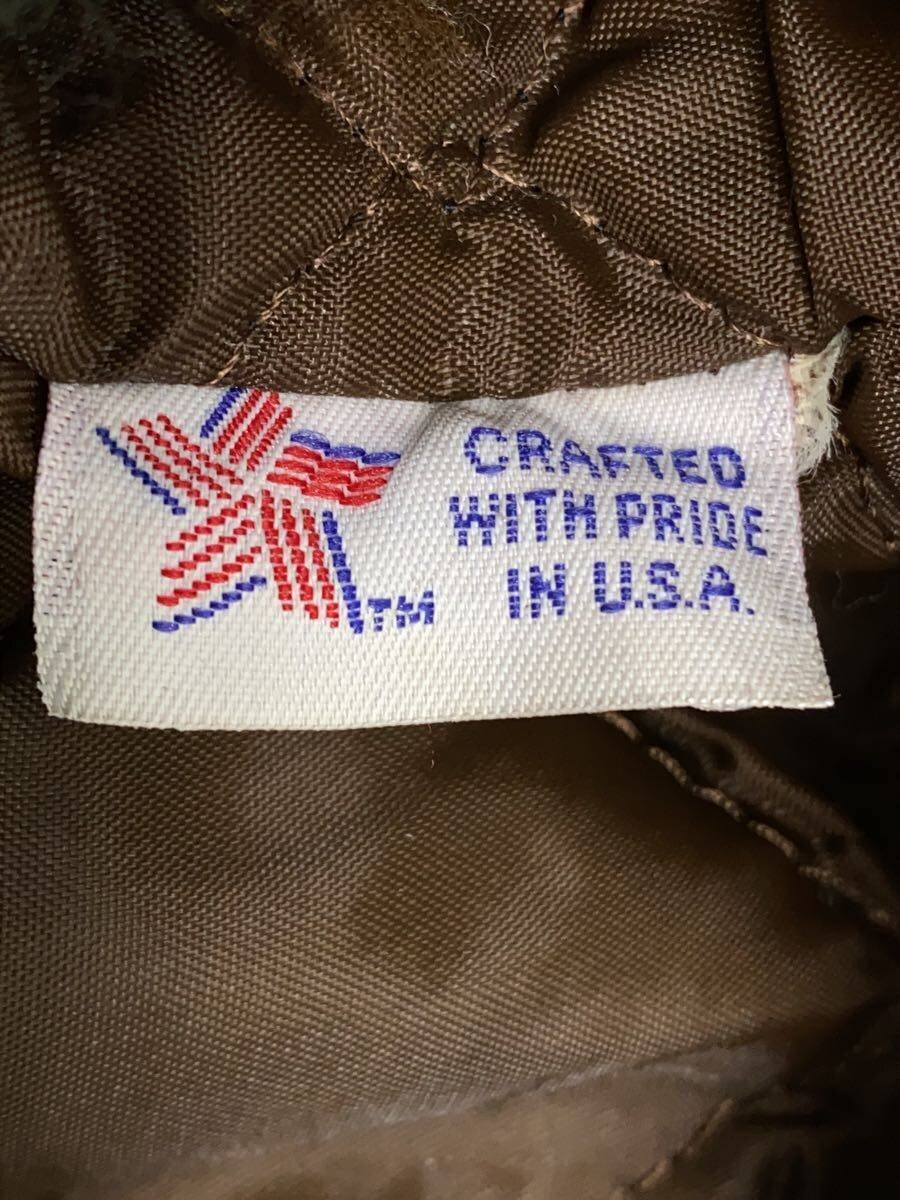 CRAFTED
WITH PRIDE
IN U.S.A.
TM